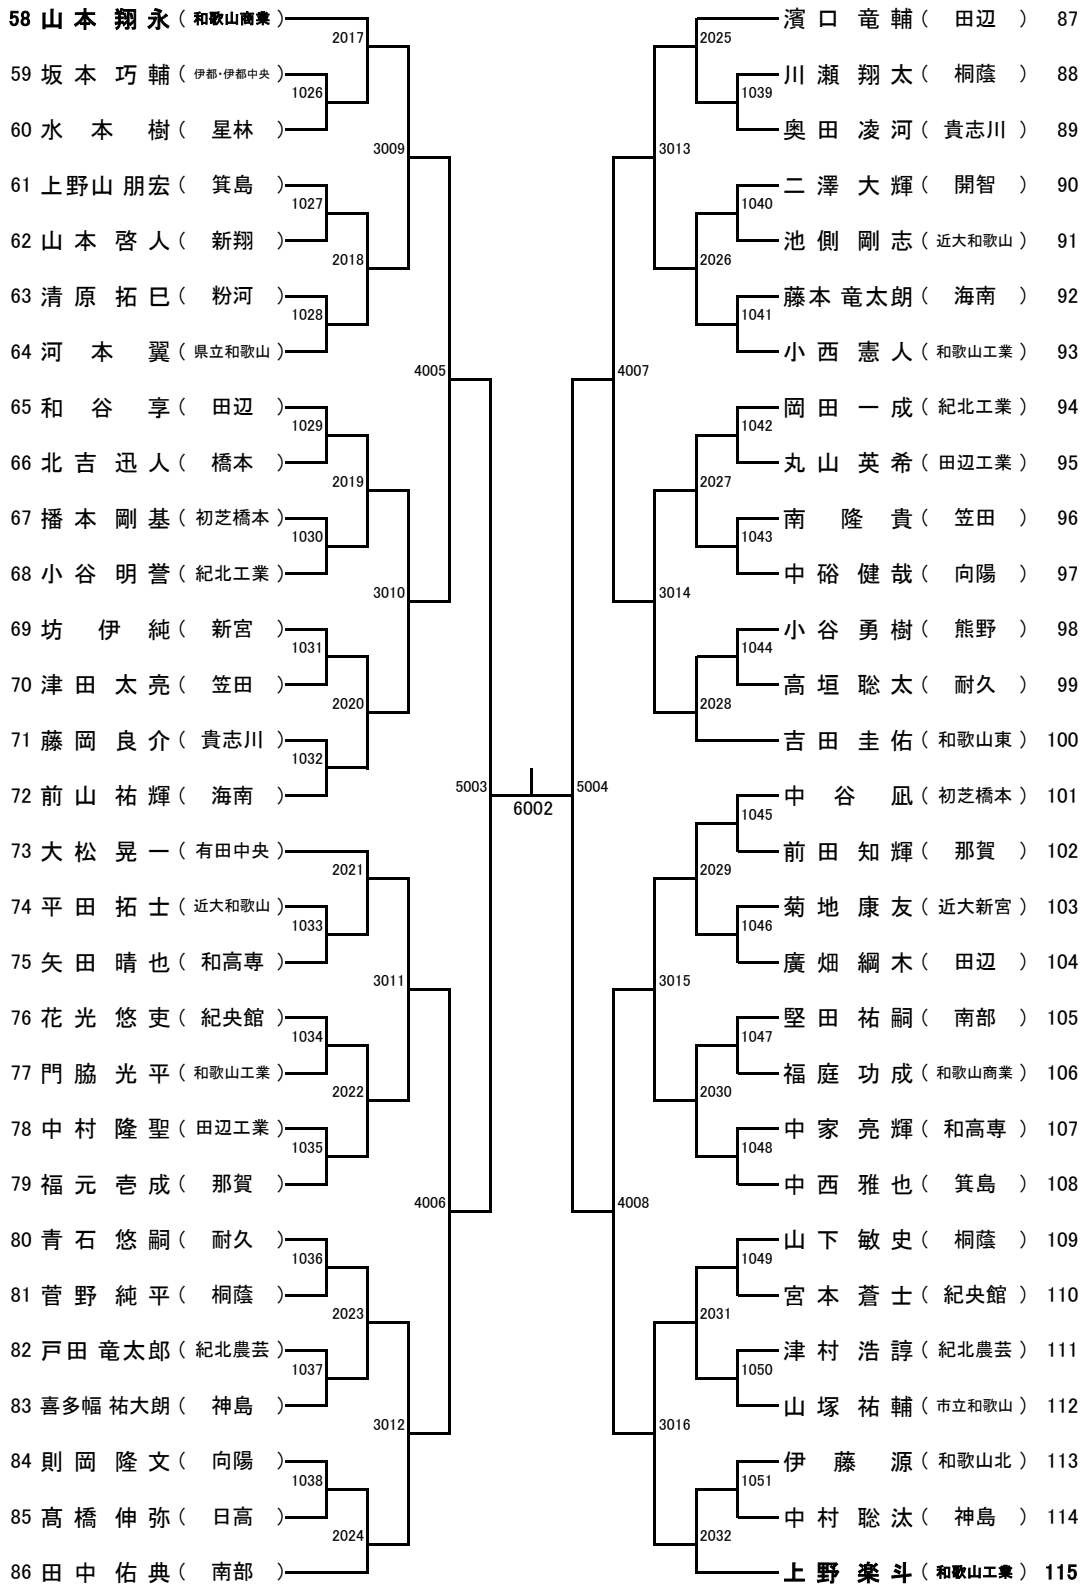 58 山本 翔永 ( 和歌山商業 )
2017
59 坂本 巧輔 ( 伊都・伊都中央 )
1026
60 水本 樹 ( 星林 )
3009
61 上野山 朋宏 ( 箕島 )
1027
62 山本 啓人 ( 新翔 )
2018
63 清原 拓巳 ( 粉河 )
1028
64 河本 翼 ( 県立和歌山 )
4005
65 和谷 享 ( 田辺 )
1029
66 北吉 迅人 ( 橋本 )
2019
67 播本 剛基 ( 初芝橋本 )
1030
68 小谷 明誉 ( 紀北工業 )
3010
69 坊 伊純 ( 新宮 )
1031
70 津田 太亮 ( 笠田 )
2020
71 藤岡 良介 ( 貴志川 )
1032
72 前山 祐輝 ( 海南 )
5003
73 大松 晃一 ( 有田中央 )
2021
74 平田 拓士 ( 近大和歌山 )
1033
75 矢田 晴也 ( 和高専 )
3011
76 花光 悠吏 ( 紀央館 )
1034
77 門脇 光平 ( 和歌山工業 )
2022
78 中村 隆聖 ( 田辺工業 )
1035
79 福元 壱成 ( 那賀 )
4006
80 青石 悠嗣 ( 耐久 )
1036
81 菅野 純平 ( 桐蔭 )
2023
82 戸田 竜太郎 ( 紀北農芸 )
1037
83 喜多幅 祐大朗 ( 神島 )
3012
84 則岡 隆文 ( 向陽 )
1038
85 髙橋 伸弥 ( 日高 )
2024
86 田中 佑典 ( 南部 )
6002
濱口 竜輔 ( 田辺 ) 87
2025
川瀬 翔太 ( 桐蔭 ) 88
1039
奥田 凌河 ( 貴志川 ) 89
3013
二澤 大輝 ( 開智 ) 90
1040
池側 剛志 ( 近大和歌山 ) 91
2026
藤本 竜太朗 ( 海南 ) 92
1041
小西 憲人 ( 和歌山工業 ) 93
4007
岡田 一成 ( 紀北工業 ) 94
1042
丸山 英希 ( 田辺工業 ) 95
2027
南 隆貴 ( 笠田 ) 96
1043
中硲 健哉 ( 向陽 ) 97
3014
小谷 勇樹 ( 熊野 ) 98
1044
高垣 聡太 ( 耐久 ) 99
2028
吉田 圭佑 ( 和歌山東 ) 100
5004
中谷 凪 ( 初芝橋本 ) 101
1045
前田 知輝 ( 那賀 ) 102
2029
菊地 康友 ( 近大新宮 ) 103
1046
廣畑 綱木 ( 田辺 ) 104
3015
堅田 祐嗣 ( 南部 ) 105
1047
福庭 功成 ( 和歌山商業 ) 106
2030
中家 亮輝 ( 和高専 ) 107
1048
中西 雅也 ( 箕島 ) 108
4008
山下 敏史 ( 桐蔭 ) 109
1049
宮本 蒼士 ( 紀央館 ) 110
2031
津村 浩諄 ( 紀北農芸 ) 111
1050
山塚 祐輔 ( 市立和歌山 ) 112
3016
伊藤 源 ( 和歌山北 ) 113
1051
中村 聡汰 ( 神島 ) 114
2032
上野 楽斗 ( 和歌山工業 ) 115